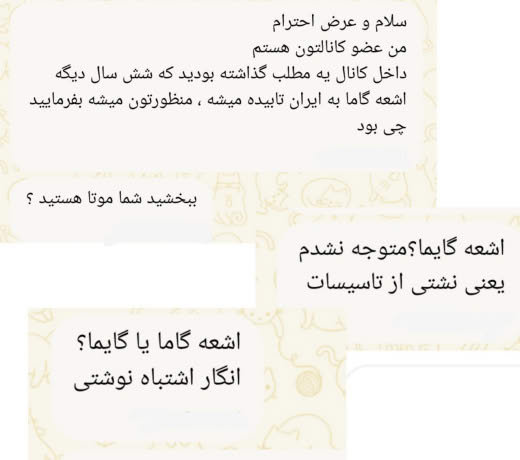 سلام و عرض احترام
من عضو کانالتون هستم
داخل کانال یه مطلب گذاشته بودید که شش سال دیگه
اشعه گاما به ایران تابیده میشه ، منظورتون میشه بفرمایید
چی بود
ببخشید شما موتا هستید ؟
اشعه گایما؟متوجه نشدم
یعنی نشتی از تاسیسات
اشعه گاما یا گایما؟
انگار اشتباه نوشتی